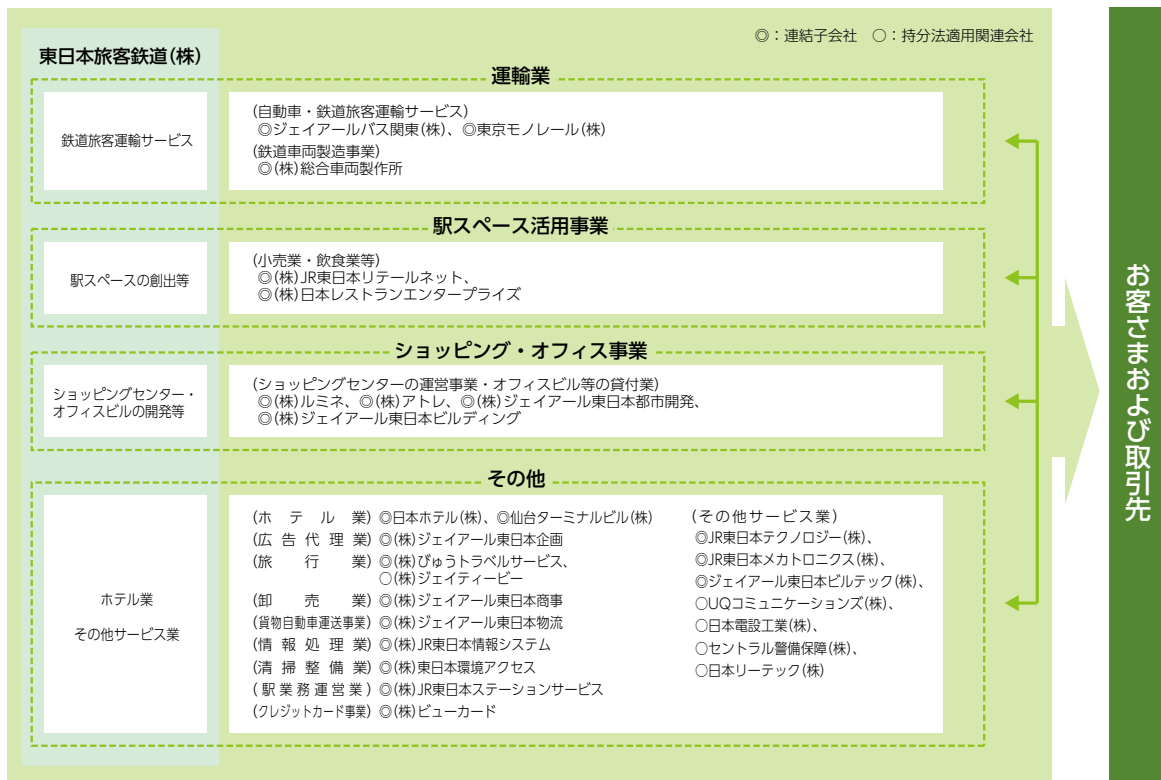 ◎：連結子会社　○：持分法適用関連会社
東日本旅客鉄道(株)
運輸業
鉄道旅客運輸サービス
(自動車・鉄道旅客運輸サービス)
◎ジェイアールバス関東(株)、◎東京モノレール(株)
(鉄道車両製造事業)
◎(株)総合車両製作所
駅スペース活用事業
駅スペースの創出等
(小売業・飲食業等)
◎(株)JR東日本リテールネット、
◎(株)日本レストランエンタープライズ
ショッピング・オフィス事業
ショッピングセンター・
オフィスビルの開発等
(ショッピングセンターの運営事業・オフィスビル等の貸付業)
◎(株)ルミネ、◎(株)アトレ、◎(株)ジェイアール東日本都市開発、
◎(株)ジェイアール東日本ビルディング
その他
ホテル業
その他サービス業
(ホテル業)◎日本ホテル(株)、◎仙台ターミナルビル(株)
(広告代理業)◎(株)ジェイアール東日本企画
(旅行業)◎(株)びゅうトラベルサービス、
○(株)ジェイティービー
(卸売業)◎(株)ジェイアール東日本商事
(貨物自動車運送事業)◎(株)ジェイアール東日本物流
(情報処理業)◎(株)JR東日本情報システム
(清掃整備業)◎(株)東日本環境アクセス
(駅業務運営業)◎(株)JR東日本ステーションサービス
(クレジットカード事業)◎(株)ビューカード
(その他サービス業)
◎JR東日本テクノロジー(株)、
◎JR東日本メカトロニクス(株)、
◎ジェイアール東日本ビルテック(株)、
○UQコミュニケーションズ(株)、
○日本電設工業(株)、
○セントラル警備保障(株)、
○日本リーテック(株)
お客さまおよび取引先